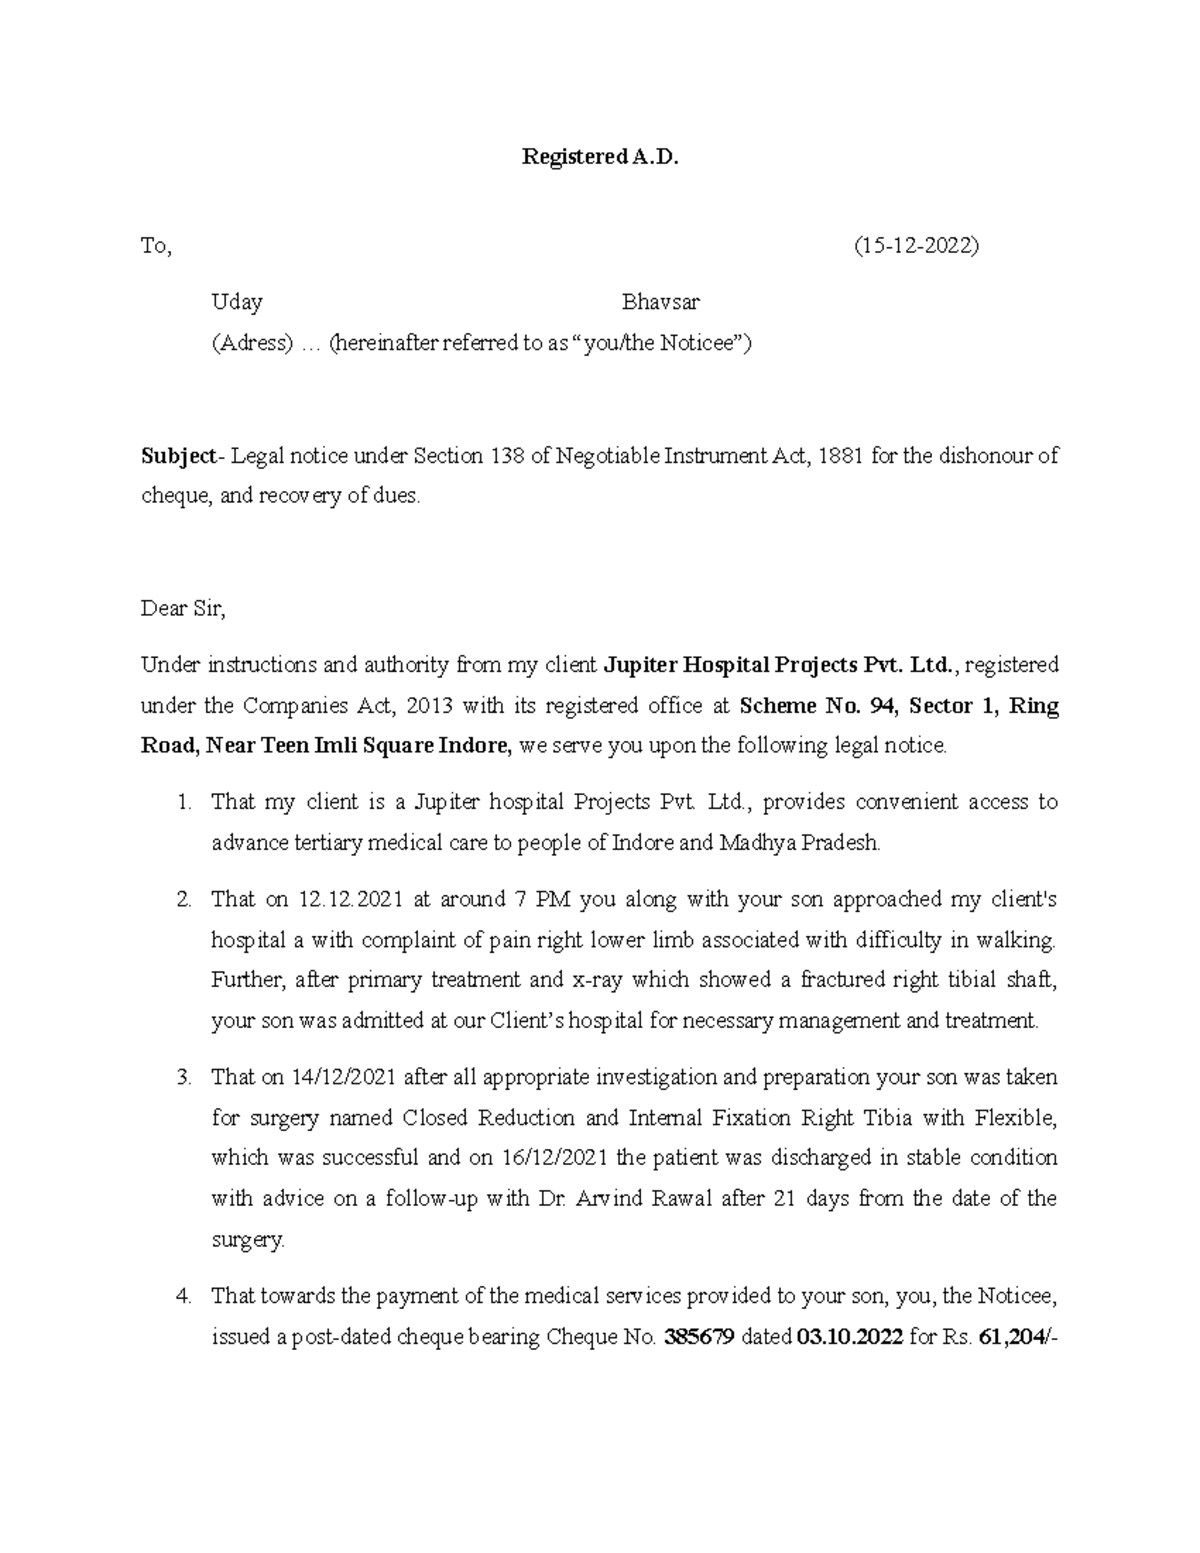 Registered A.D.
To, (15-12-2022)
Uday Bhavsar
(Adress) … (hereinafter referred to as “you/the Noticee”)
Subject- Legal notice under Section 138 of Negotiable Instrument Act, 1881 for the dishonour of
cheque, and recovery of dues.
Dear Sir,
Under instructions and authority from my client Jupiter Hospital Projects Pvt. Ltd., registered
under the Companies Act, 2013 with its registered office at Scheme No. 94, Sector 1, Ring
Road, Near Teen Imli Square Indore, we serve you upon the following legal notice.
1. That my client is a Jupiter hospital Projects Pvt. Ltd., provides convenient access to
advance tertiary medical care to people of Indore and Madhya Pradesh.
2. That on 12.12.2021 at around 7 PM you along with your son approached my client's
hospital a with complaint of pain right lower limb associated with difficulty in walking.
Further, after primary treatment and x-ray which showed a fractured right tibial shaft,
your son was admitted at our Client’s hospital for necessary management and treatment.
3. That on 14/12/2021 after all appropriate investigation and preparation your son was taken
for surgery named Closed Reduction and Internal Fixation Right Tibia with Flexible,
which was successful and on 16/12/2021 the patient was discharged in stable condition
with advice on a follow-up with Dr. Arvind Rawal after 21 days from the date of the
surgery.
4. That towards the payment of the medical services provided to your son, you, the Noticee,
issued a post-dated cheque bearing Cheque No. 385679 dated 03.10.2022 for Rs. 61,204/-